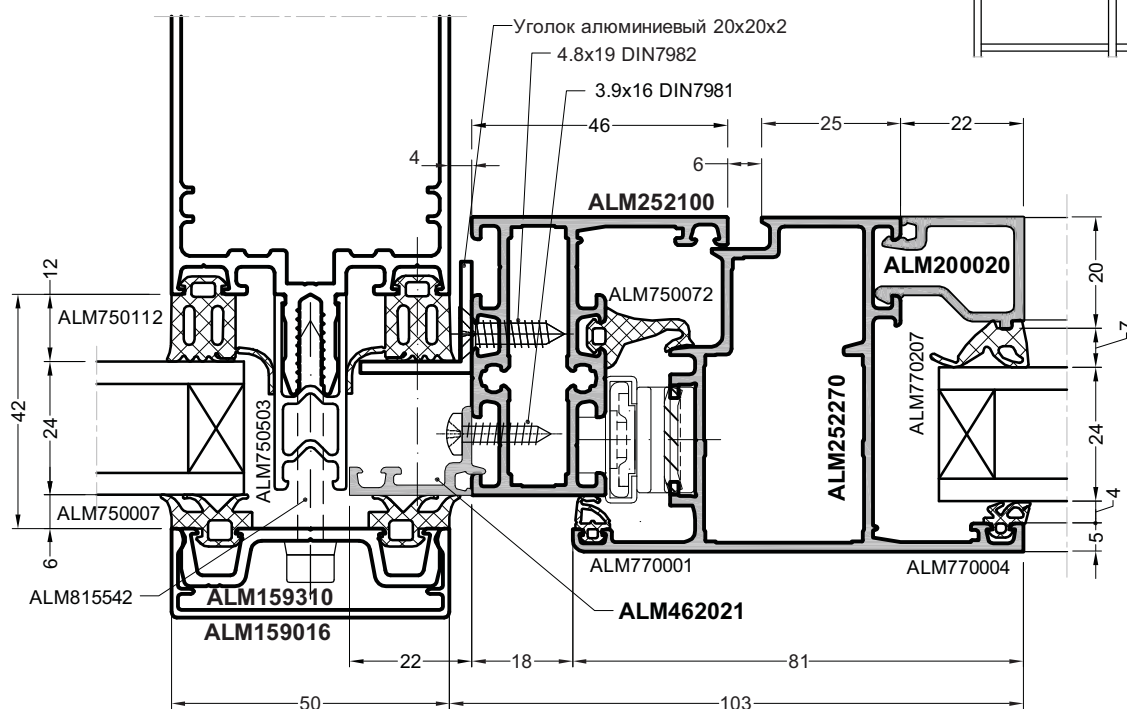 Уголок алюминиевый 20x20x2
4.8x19 DIN7982
3.9x16 DIN7981
46
25
22
4
6
ALM252100
12
ALM200020
20
ALM750112
ALM750072
7
42
24
ALM750503
ALM252270
ALM770207
24
ALM750007
4
6
5
ALM770001
ALM770004
ALM815542
ALM159310
ALM462021
ALM159016
22
18
81
50
103